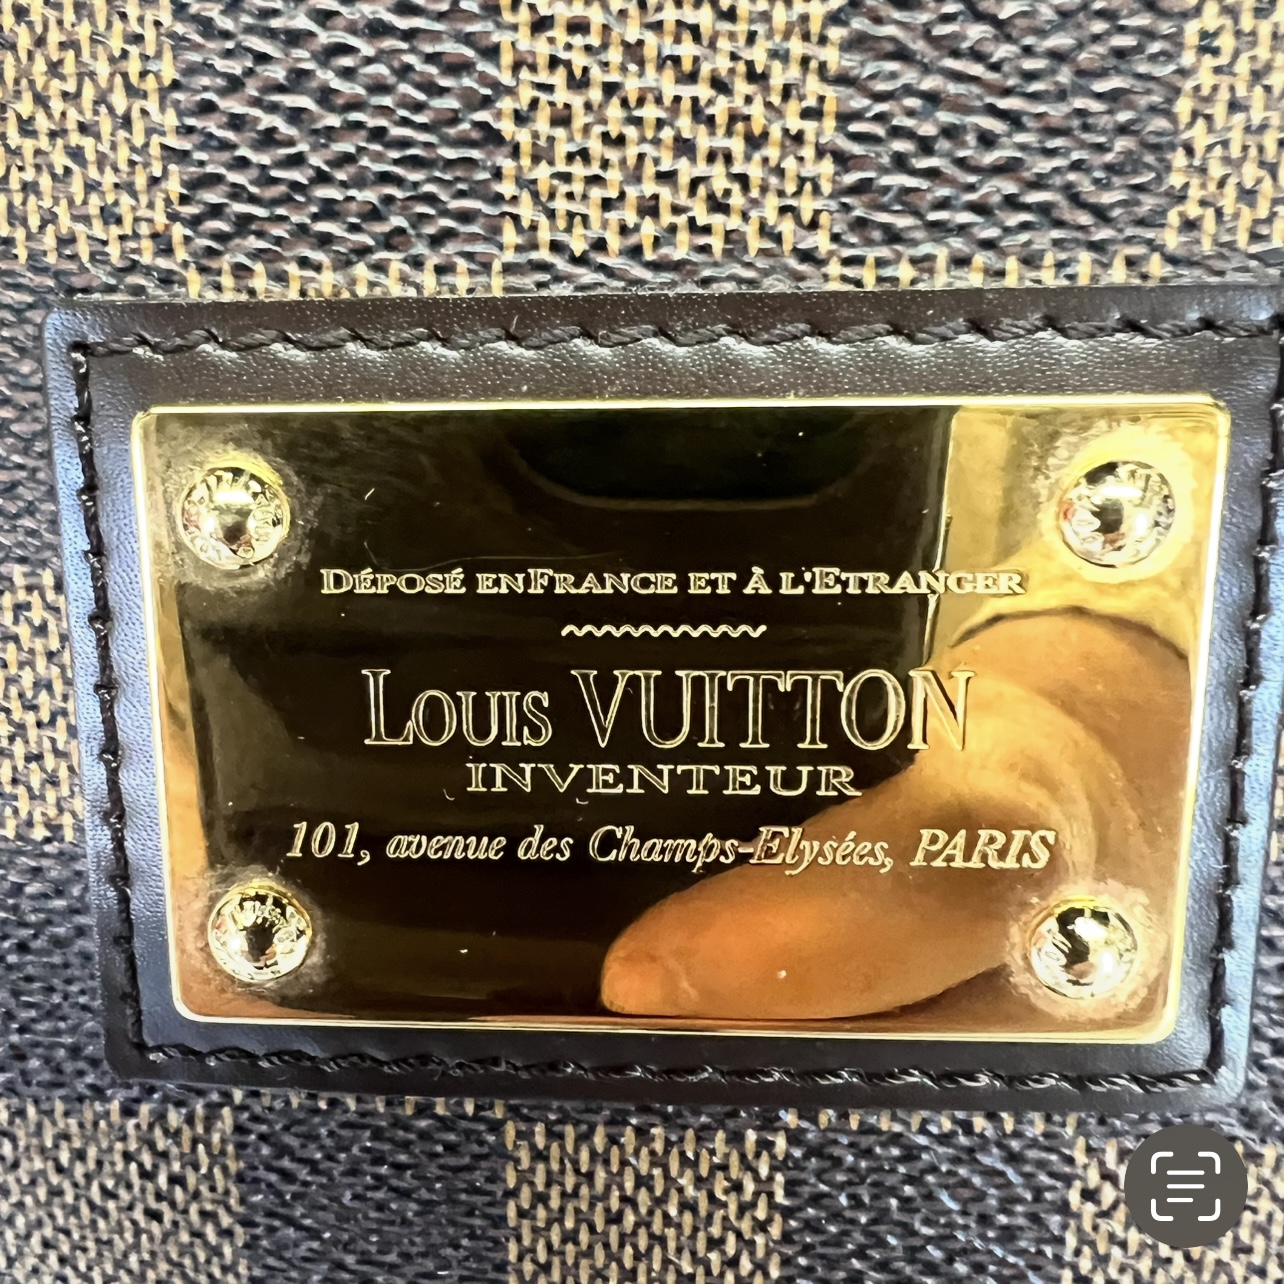 DÉPOSÉ EN FRANCE ET À L'ETRANGER
LOUIS VUITTON
INVENTEUR
101, avenue des Champs-Elysées, PARIS